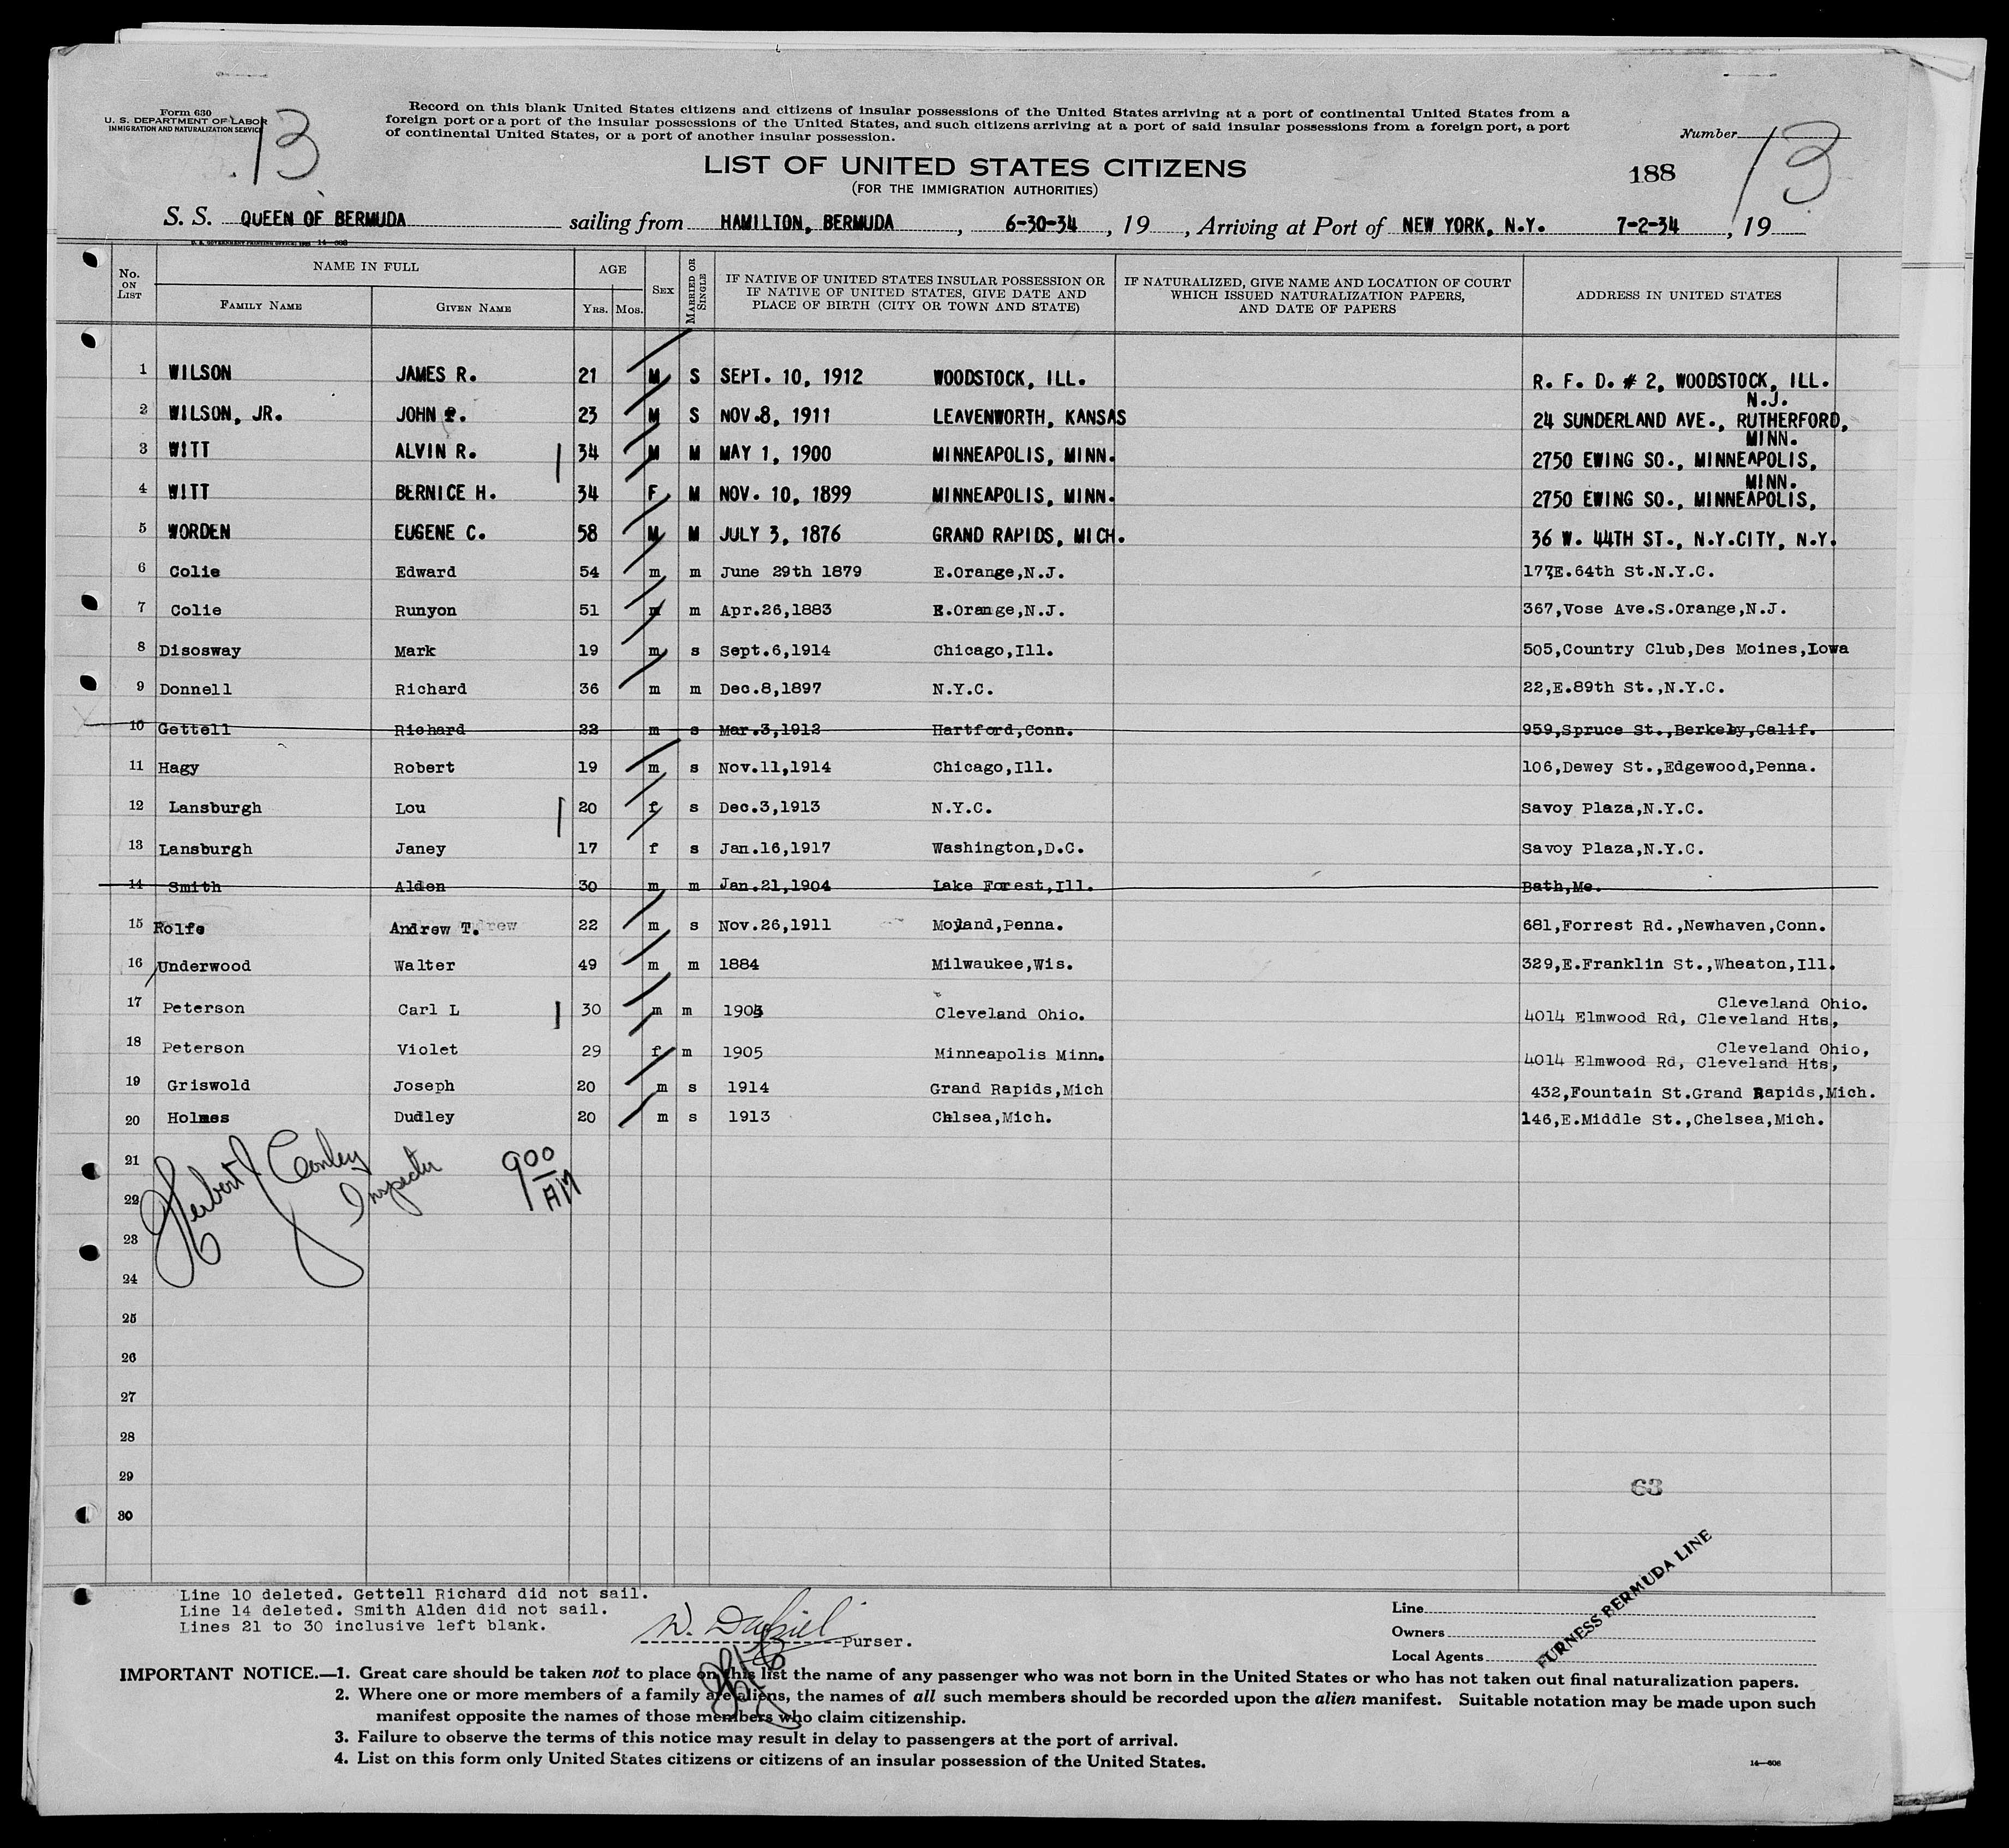 Form 630
U. S. DEPARTMENT OF LABOR
IMMIGRATION AND NATURALIZATION SERVICE
13
Record on this blank United States citizens and citizens of insular possessions of the United States arriving at a port of continental United States from a
foreign port or a port of the insular possessions of the United States, and such citizens arriving at a port of said insular possessions from a foreign port, a port
of continental United States, or a port of another insular possession.
Number 13
LIST OF UNITED STATES CITIZENS
(FOR THE IMMIGRATION AUTHORITIES)
188
S. S. QUEEN OF BERMUDA sailing from HAMILTON, BERMUDA, 6-30-34, 19 , Arriving at Port of NEW YORK, N.Y. 7-2-34, 19
No. ON LIST
NAME IN FULL
FAMILY NAME GIVEN NAME
AGE
YRS. MOS.
SEX
MARRIED OR SINGLE
IF NATIVE OF UNITED STATES INSULAR POSSESSION OR
IF NATIVE OF UNITED STATES, GIVE DATE AND
PLACE OF BIRTH (CITY OR TOWN AND STATE)
IF NATURALIZED, GIVE NAME AND LOCATION OF COURT
WHICH ISSUED NATURALIZATION PAPERS,
AND DATE OF PAPERS
ADDRESS IN UNITED STATES
1 WILSON JAMES R. 21 M S SEPT. 10, 1912 WOODSTOCK, ILL. R. F. D. # 2, WOODSTOCK, ILL.
N.J.
2 WILSON, JR. JOHN 23 M S NOV.8, 1911 LEAVENWORTH, KANSAS 24 SUNDERLAND AVE., RUTHERFORD,
MINN.
3 WITT ALVIN R. 34 M M MAY 1, 1900 MINNEAPOLIS, MINN. 2750 EWING SO., MINNEAPOLIS,
MINN.
4 WITT BERNICE H. 34 F M NOV. 10, 1899 MINNEAPOLIS, MINN. 2750 EWING SO., MINNEAPOLIS,
5 WORDEN EUGENE C. 58 M M JULY 3, 1876 GRAND RAPIDS, MICH. 36 W. 44TH ST., N.Y.CITY, N.Y.
6 Colie Edward 54 m m June 29th 1879 E.Orange,N.J. 177E.64th St.N.Y.C.
7 Colie Runyon 51 m m Apr.26,1883 E.Orange,N.J. 367,Vose Ave.S.Orange,N.J.
8 Disosway Mark 19 m s Sept.6,1914 Chicago,Ill. 505,Country Club,Des Moines,Iowa
9 Donnell Richard 36 m m Dec.8,1897 N.Y.C. 22,E.89th St.,N.Y.C.
10 Gettell Richard 22 m s Mar.3,1912 Hartford,Conn. 959,Spruce St.,Berkeley,Calif.
11 Hagy Robert 19 m s Nov.11,1914 Chicago,Ill. 106,Dewey St.,Edgewood,Penna.
12 Lansburgh Lou 20 f s Dec.3,1913 N.Y.C. Savoy Plaza,N.Y.C.
13 Lansburgh Janey 17 f s Jan.16,1917 Washington,D.C. Savoy Plaza,N.Y.C.
14 Smith Alden 30 m m Jan.21,1904 Lake Forest,Ill. Bath,Me.
15 Rolfe Andrew T. 22 m s Nov.26,1911 Moyland,Penna. 681,Forrest Rd.,Newhaven,Conn.
16 Underwood Walter 49 m m 1884 Milwaukee,Wis. 329,E.Franklin St.,Wheaton,Ill.
Cleveland Ohio.
17 Peterson Carl L 30 m m Cleveland Ohio. 4014 Elmwood Rd, Cleveland Hts,
Cleveland Ohio,
18 Peterson Violet 29 f m 1905 Minneapolis Minn. 4014 Elmwood Rd, Cleveland Hts,
19 Griswold Joseph 20 m s 1914 Grand Rapids,Mich 432,Fountain St.Grand Rapids,Mich.
20 Holmes Dudley 20 m s 1913 Chlsea,Mich. 146,E.Middle St.,Chelsea,Mich.
Herbert J Conley Inspector 900 AM
21
22
23
24
25
26
27
28
29
63
30
Line 10 deleted. Gettell Richard did not sail.
Line 14 deleted. Smith Alden did not sail.
Lines 21 to 30 inclusive left blank.
W. Dalziel Purser.
Line
Owners
Local Agents
FURNESS BERMUDA LINE
IMPORTANT NOTICE.—1. Great care should be taken not to place on this list the name of any passenger who was not born in the United States or who has not taken out final naturalization papers.
2. Where one or more members of a family are aliens, the names of all such members should be recorded upon the alien manifest. Suitable notation may be made upon such
manifest opposite the names of those members who claim citizenship.
3. Failure to observe the terms of this notice may result in delay to passengers at the port of arrival.
4. List on this form only United States citizens or citizens of an insular possession of the United States.
14—608